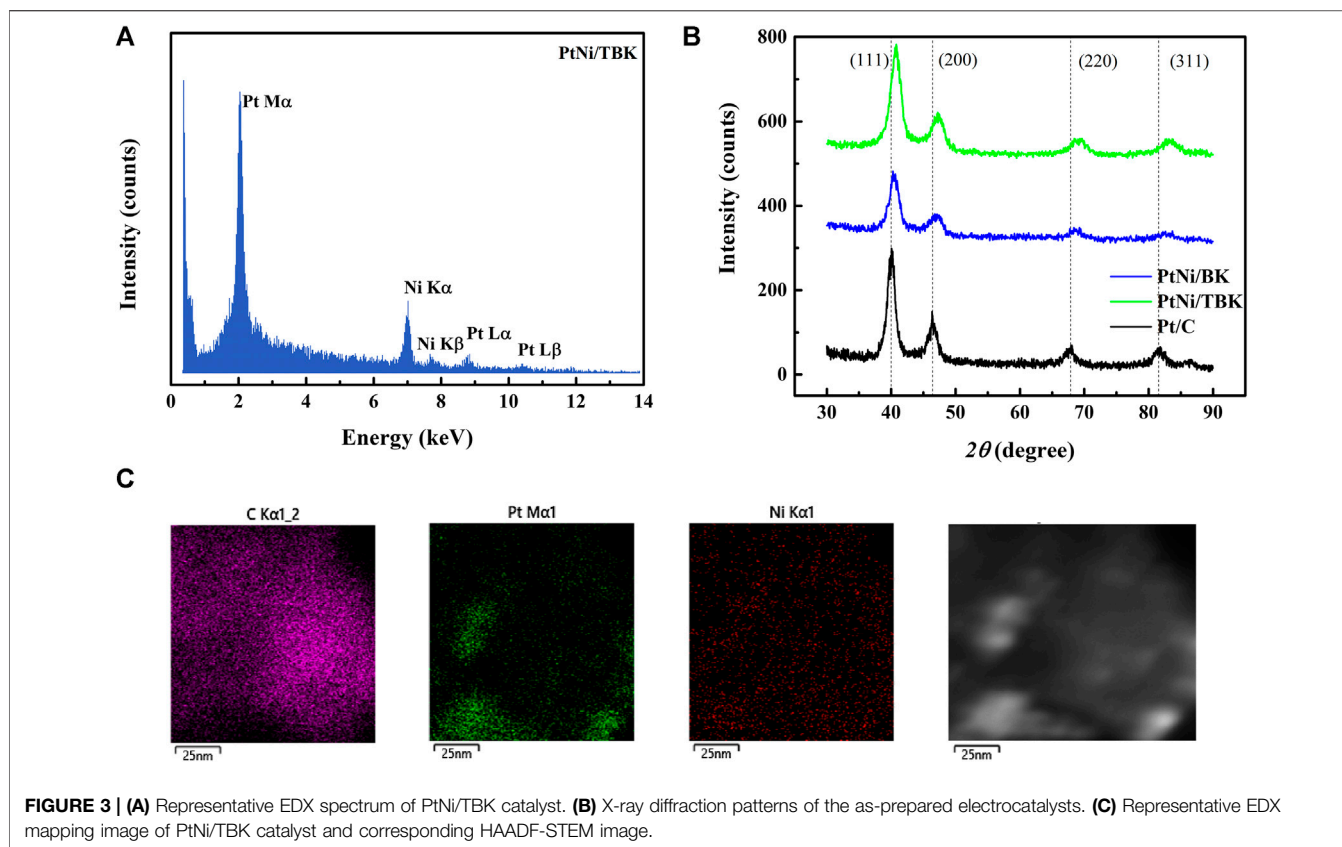 A
PtNi/TBK
Pt Mα
Ni Kα
Ni Kβ
Pt Lα
Pt Lβ
Intensity (counts)
0 2 4 6 8 10 12 14
Energy (keV)
B
800
600
400
200
0
Intensity (counts)
(111) (200) (220) (311)
PtNi/BK
PtNi/TBK
Pt/C
30 40 50 60 70 80 90
2θ (degree)
C
C Kα1_2 Pt Mα1 Ni Kα1
25nm 25nm 25nm 25nm
FIGURE 3 | (A) Representative EDX spectrum of PtNi/TBK catalyst. (B) X-ray diffraction patterns of the as-prepared electrocatalysts. (C) Representative EDX
mapping image of PtNi/TBK catalyst and corresponding HAADF-STEM image.